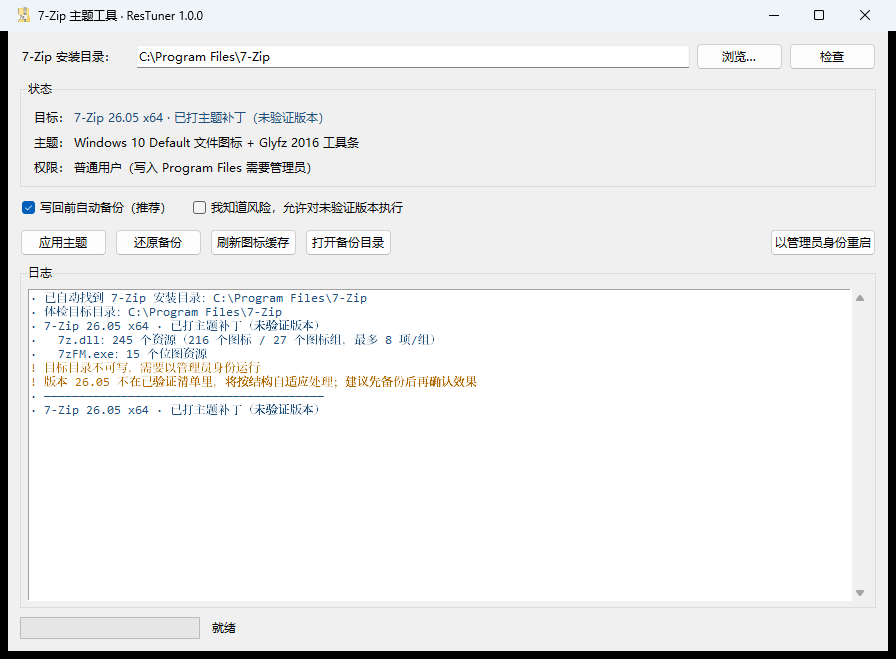 7-Zip 主题工具 · ResTuner 1.0.0
7-Zip 安装目录： C:\Program Files\7-Zip 浏览... 检查
状态
目标： 7-Zip 26.05 x64 · 已打主题补丁（未验证版本）
主题： Windows 10 Default 文件图标 + Glyfz 2016 工具条
权限： 普通用户（写入 Program Files 需要管理员）
写回前自动备份（推荐） 我知道风险，允许对未验证版本执行
应用主题 还原备份 刷新图标缓存 打开备份目录 以管理员身份重启
日志
· 已自动找到 7-Zip 安装目录：C:\Program Files\7-Zip
· 体检目标目录：C:\Program Files\7-Zip
· 7-Zip 26.05 x64 · 已打主题补丁（未验证版本）
·   7z.dll：245 个资源（216 个图标 / 27 个图标组，最多 8 项/组）
·   7zFM.exe：15 个位图资源
! 目标目录不可写，需要以管理员身份运行
! 版本 26.05 不在已验证清单里，将按结构自适应处理；建议先备份后再确认效果
· ────────────────────────────────────────
· 7-Zip 26.05 x64 · 已打主题补丁（未验证版本）
就绪